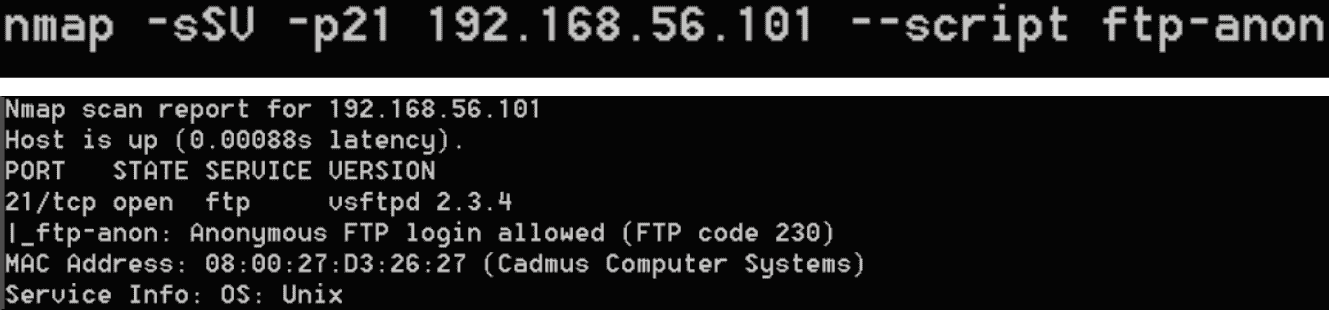 nmap -sSV -p21 192.168.56.101 --script ftp-anon
Nmap scan report for 192.168.56.101
Host is up (0.00088s latency).
PORT   STATE SERVICE VERSION
21/tcp open  ftp     vsftpd 2.3.4
|_ftp-anon: Anonymous FTP login allowed (FTP code 230)
MAC Address: 08:00:27:D3:26:27 (Cadmus Computer Systems)
Service Info: OS: Unix